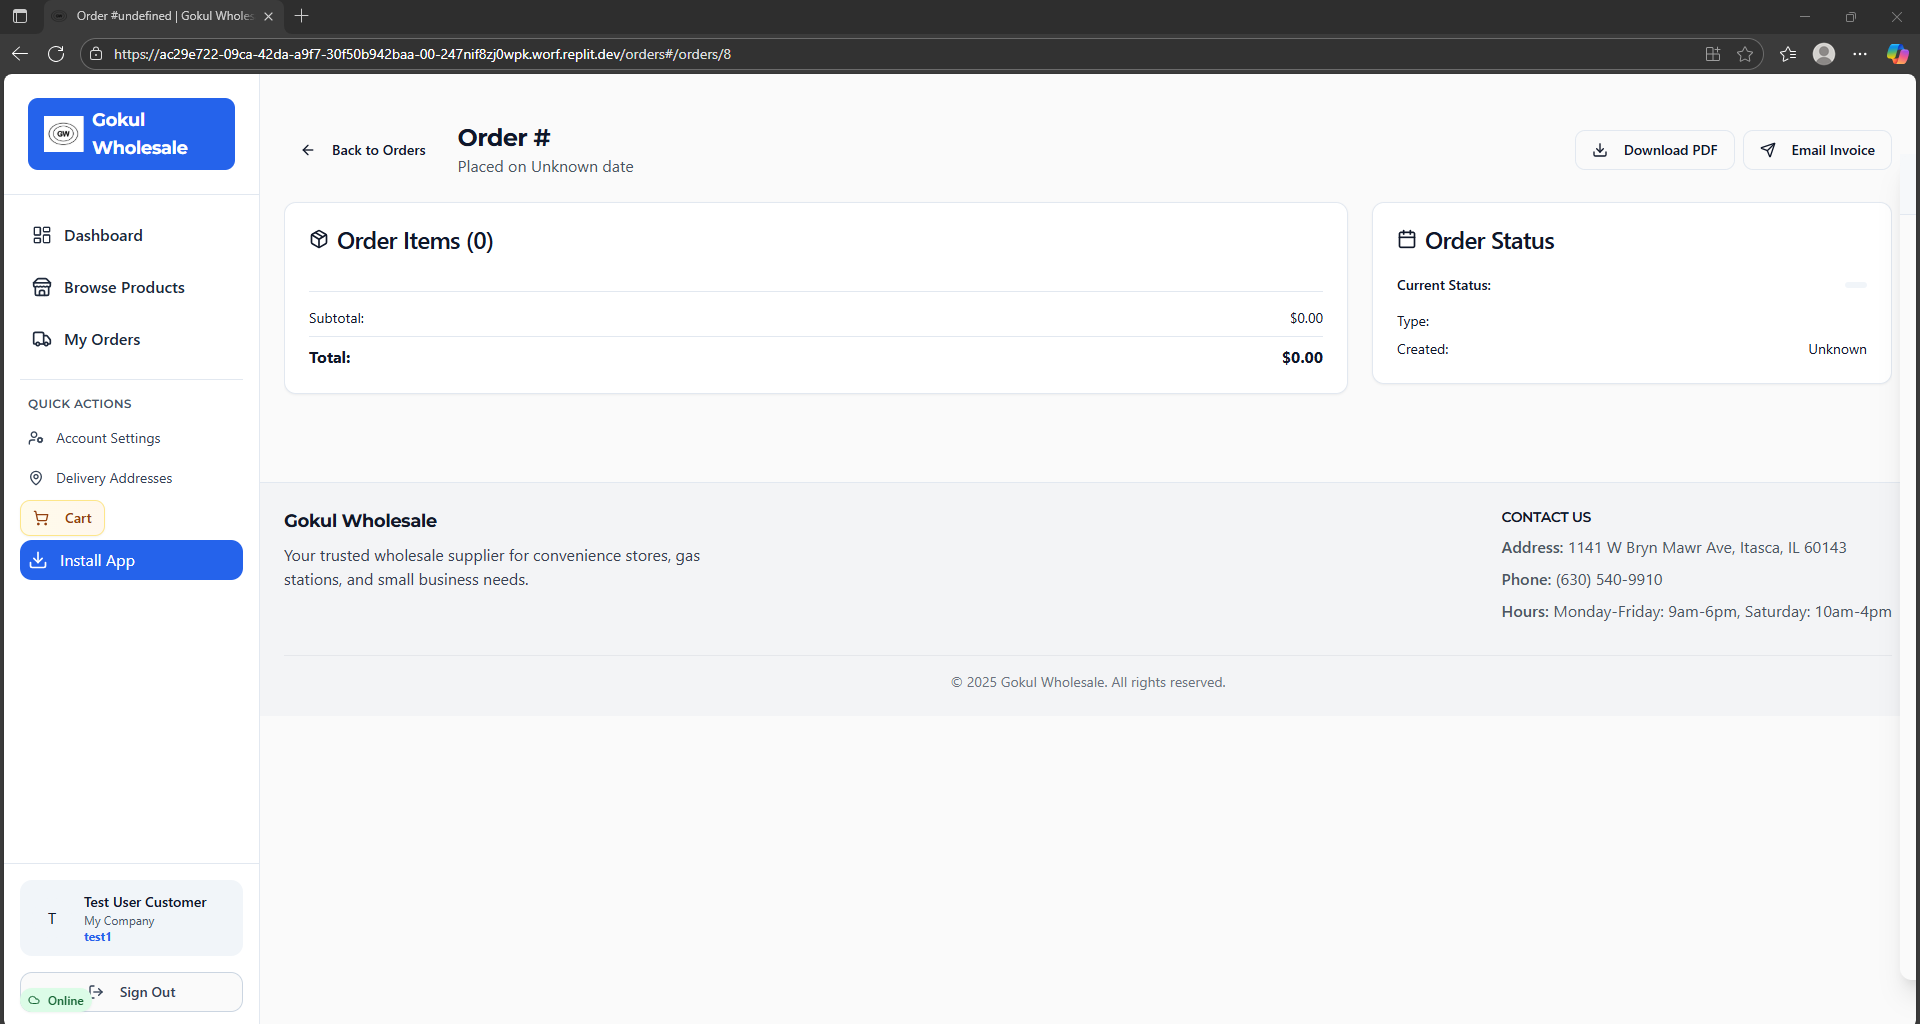 Order #undefined | Gokul Wholes
https://ac29e722-09ca-42da-a9f7-30f50b942baa-00-247nif8zj0wpk.worf.replit.dev/orders#/orders/8
GW
Gokul
Wholesale
Dashboard
Browse Products
My Orders
QUICK ACTIONS
Account Settings
Delivery Addresses
Cart
Install App
T
Test User Customer
My Company
test1
Sign Out
Online
Back to Orders
Order #
Placed on Unknown date
Download PDF
Email Invoice
Order Items (0)
Subtotal: $0.00
Total: $0.00
Order Status
Current Status:
Type:
Created: Unknown
Gokul Wholesale
Your trusted wholesale supplier for convenience stores, gas
stations, and small business needs.
CONTACT US
Address: 1141 W Bryn Mawr Ave, Itasca, IL 60143
Phone: (630) 540-9910
Hours: Monday-Friday: 9am-6pm, Saturday: 10am-4pm
© 2025 Gokul Wholesale. All rights reserved.